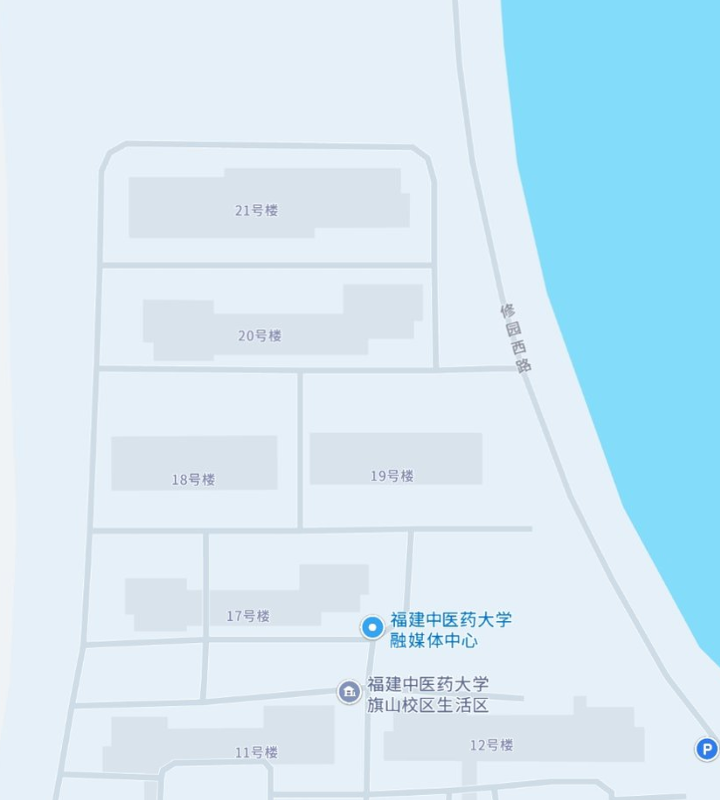 21号楼
20号楼
修园西路
18号楼
19号楼
17号楼
福建中医药大学
融媒体中心
福建中医药大学
旗山校区生活区
11号楼
12号楼
P